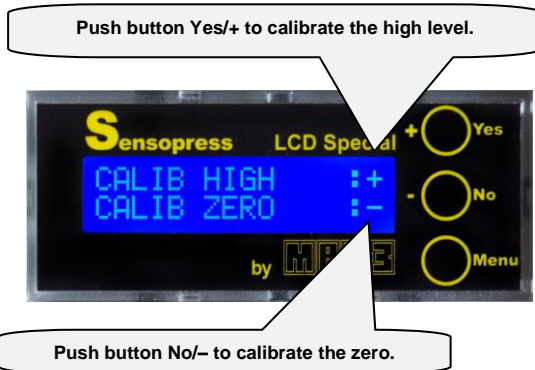 Push button Yes/+ to calibrate the high level.
Sensopress LCD Special
+ Yes
CALIB HIGH :+
- No
CALIB ZERO :-
by
Menu
Push button No/– to calibrate the zero.